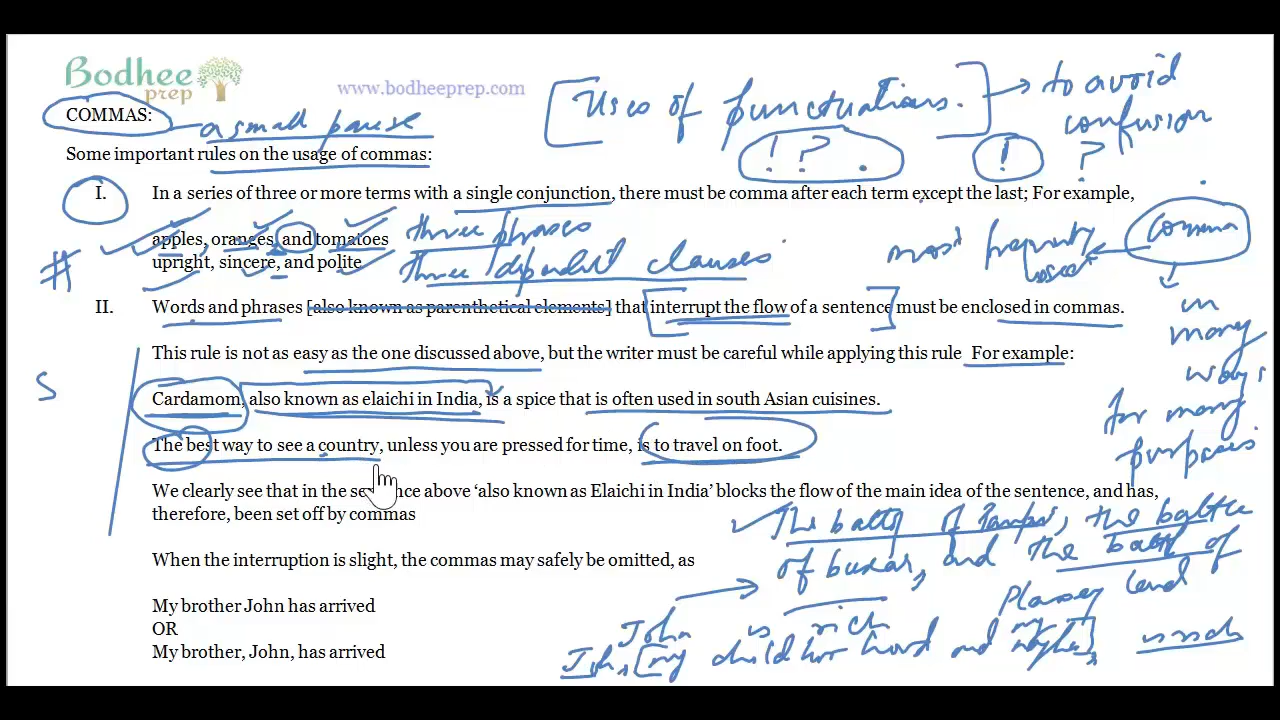 Bodhee
prep
www.bodheeprep.com
[Uses of punctuations.] → to avoid
confusion
! ? .
! ?
COMMAS: a small pause
Some important rules on the usage of commas:
I. In a series of three or more terms with a single conjunction, there must be comma after each term except the last; For example,
apples, oranges, and tomatoes three phrases
upright, sincere, and polite three dependent clauses
comma
most frequently
used
in
many
ways
for many
purposes
II. Words and phrases [also known as parenthetical elements] that interrupt the flow of a sentence must be enclosed in commas.
This rule is not as easy as the one discussed above, but the writer must be careful while applying this rule For example:
S
Cardamom, also known as elaichi in India, is a spice that is often used in south Asian cuisines.
The best way to see a country, unless you are pressed for time, is to travel on foot.
We clearly see that in the sentence above ‘also known as Elaichi in India’ blocks the flow of the main idea of the sentence, and has,
therefore, been set off by commas
The battle of, the battle
of buxar, and the battle of
Plassey
When the interruption is slight, the commas may safely be omitted, as
My brother John has arrived
OR
My brother, John, has arrived
John is rich
John, [my